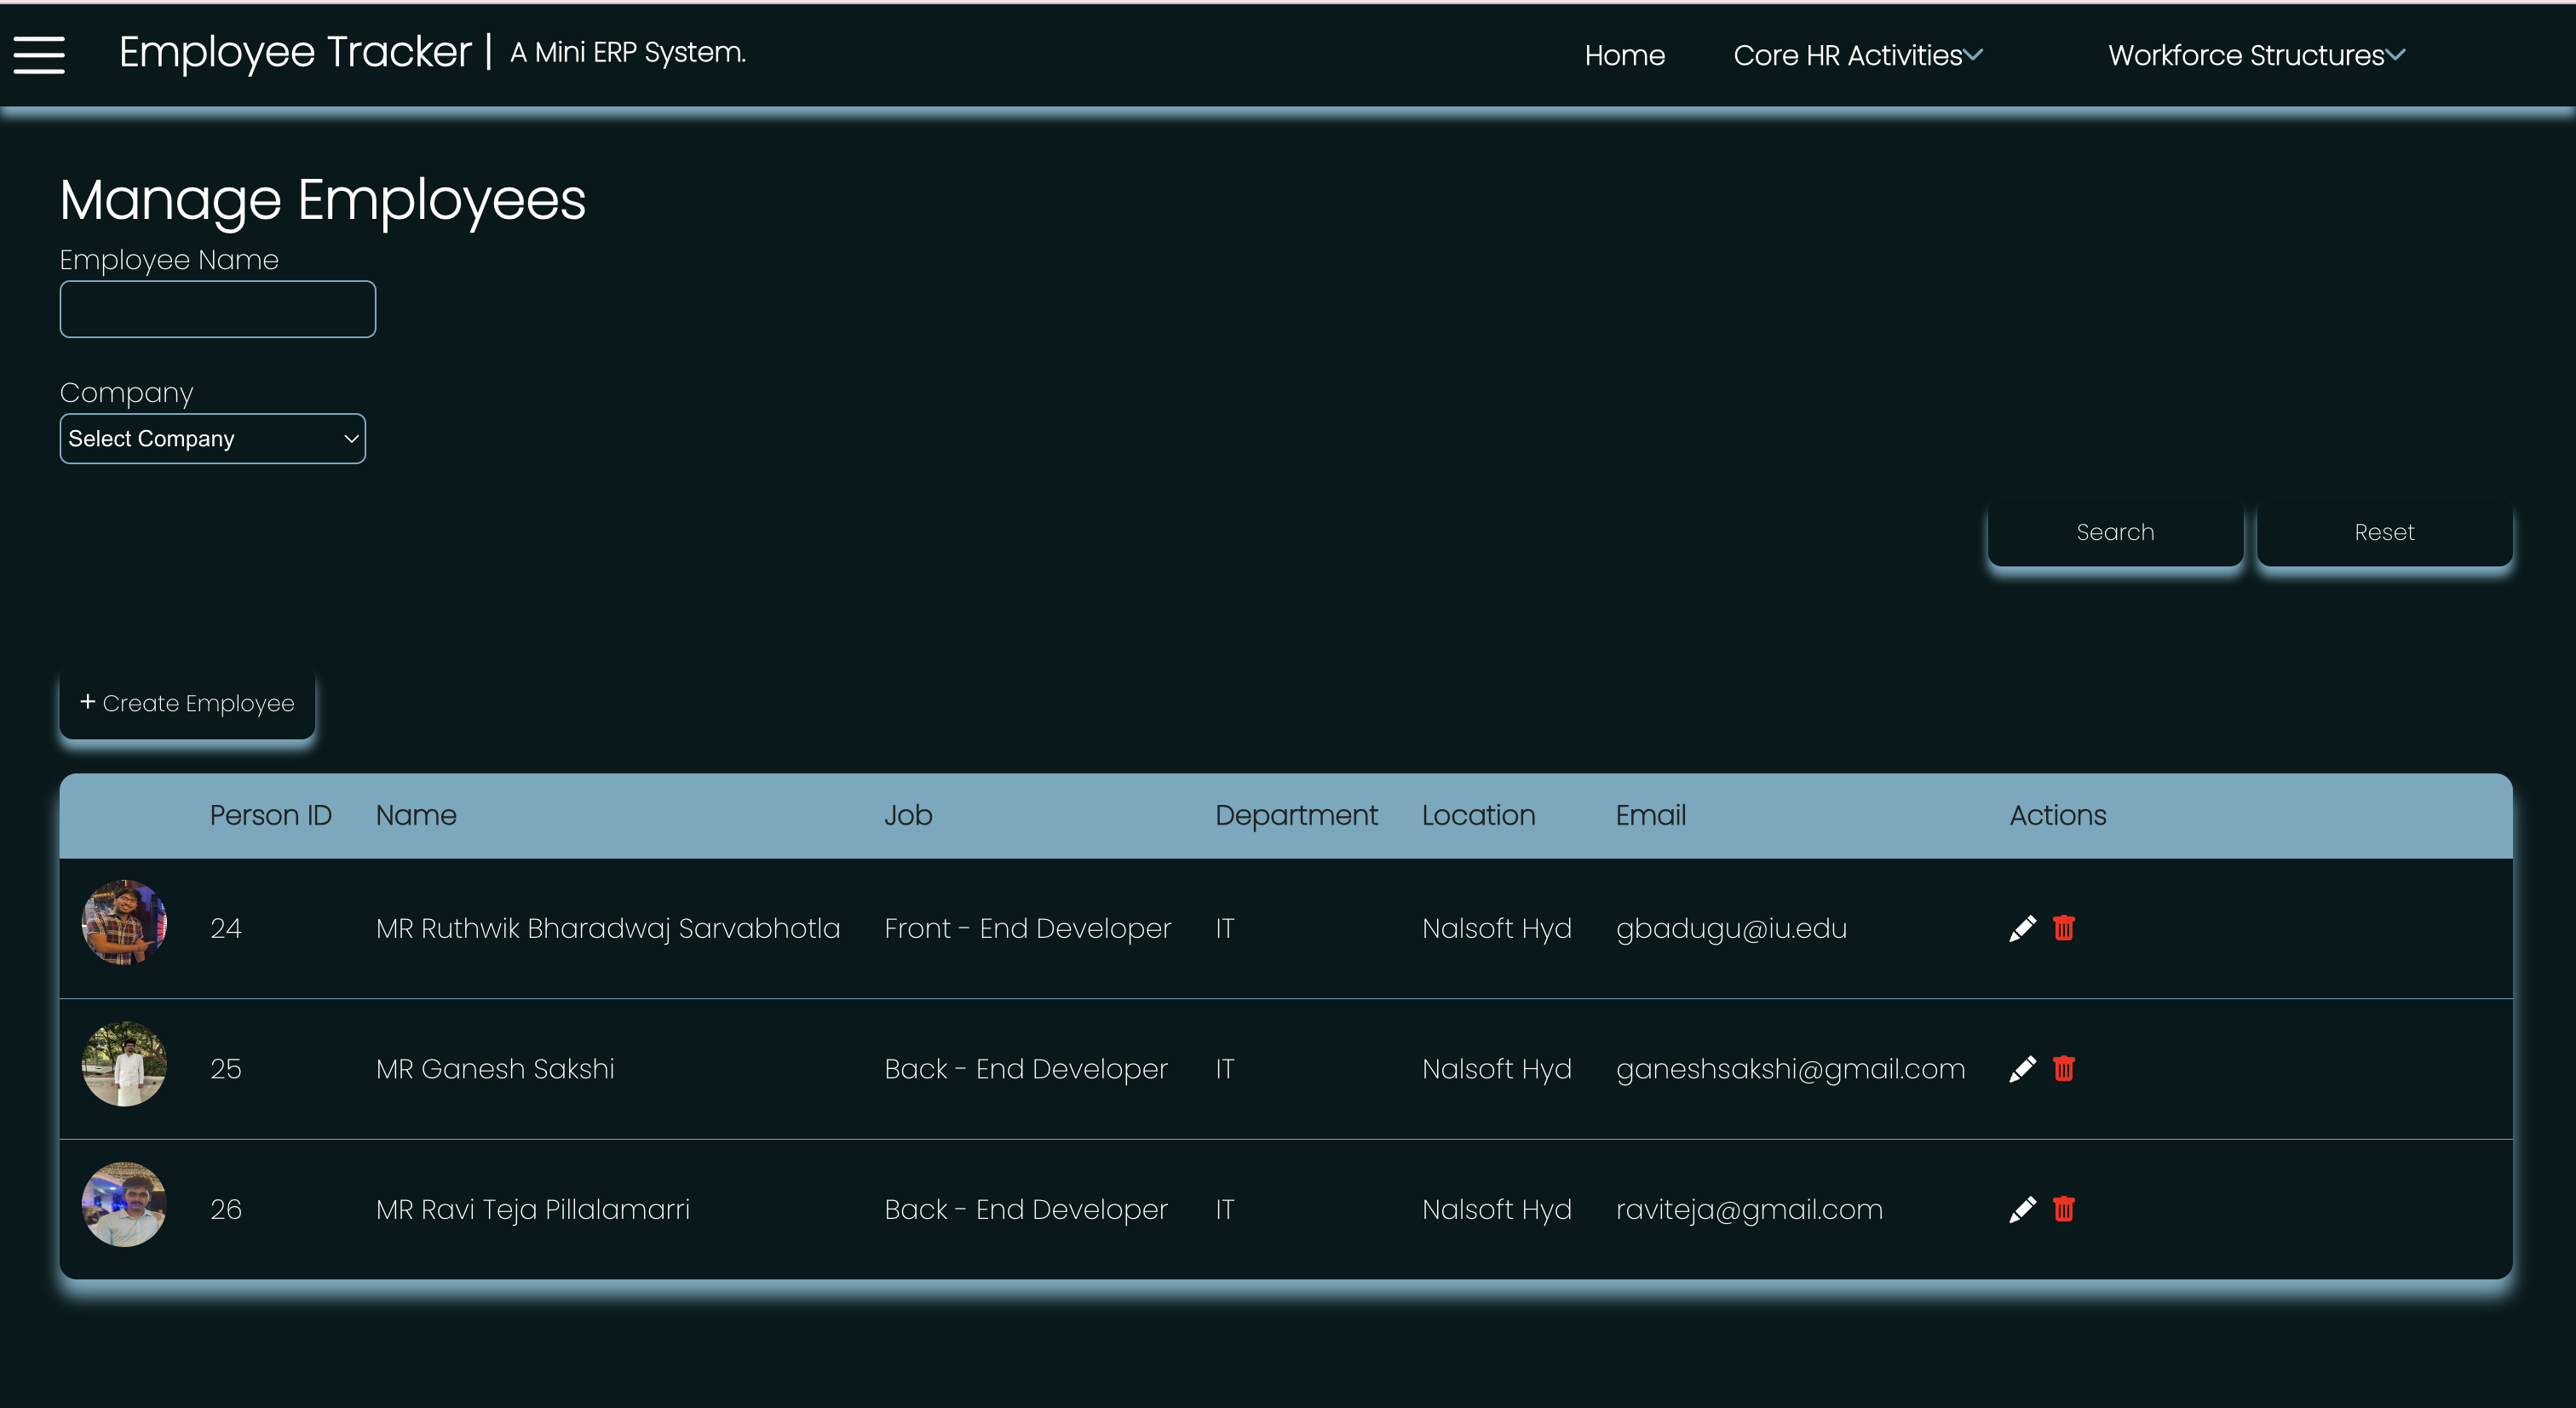 Employee Tracker | A Mini ERP System. Home Core HR Activities Workforce Structures
Manage Employees
Employee Name
Company
Select Company
Search Reset
+ Create Employee
Person ID Name Job Department Location Email Actions
24 MR Ruthwik Bharadwaj Sarvabhotla Front - End Developer IT Nalsoft Hyd gbadugu@iu.edu
25 MR Ganesh Sakshi Back - End Developer IT Nalsoft Hyd ganeshsakshi@gmail.com
26 MR Ravi Teja Pillalamarri Back - End Developer IT Nalsoft Hyd raviteja@gmail.com